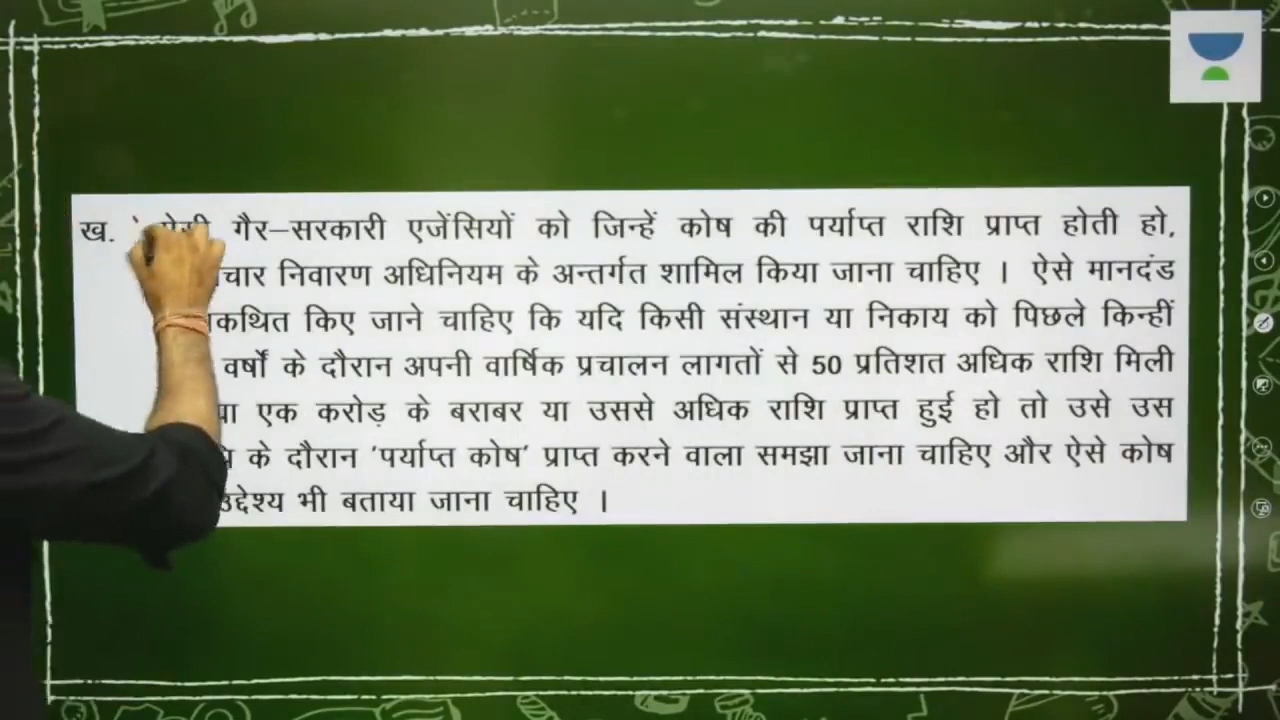 ख. गैर–सरकारी एजेंसियों को जिन्हें कोष की पर्याप्त राशि प्राप्त होती हो,
निवारण अधिनियम के अन्तर्गत शामिल किया जाना चाहिए । ऐसे मानदंड
किए जाने चाहिए कि यदि किसी संस्थान या निकाय को पिछले किन्हीं
वर्षों के दौरान अपनी वार्षिक प्रचालन लागतों से 50 प्रतिशत अधिक राशि मिली
एक करोड़ के बराबर या उससे अधिक राशि प्राप्त हुई हो तो उसे उस
के दौरान 'पर्याप्त कोष' प्राप्त करने वाला समझा जाना चाहिए और ऐसे कोष
उद्देश्य भी बताया जाना चाहिए ।